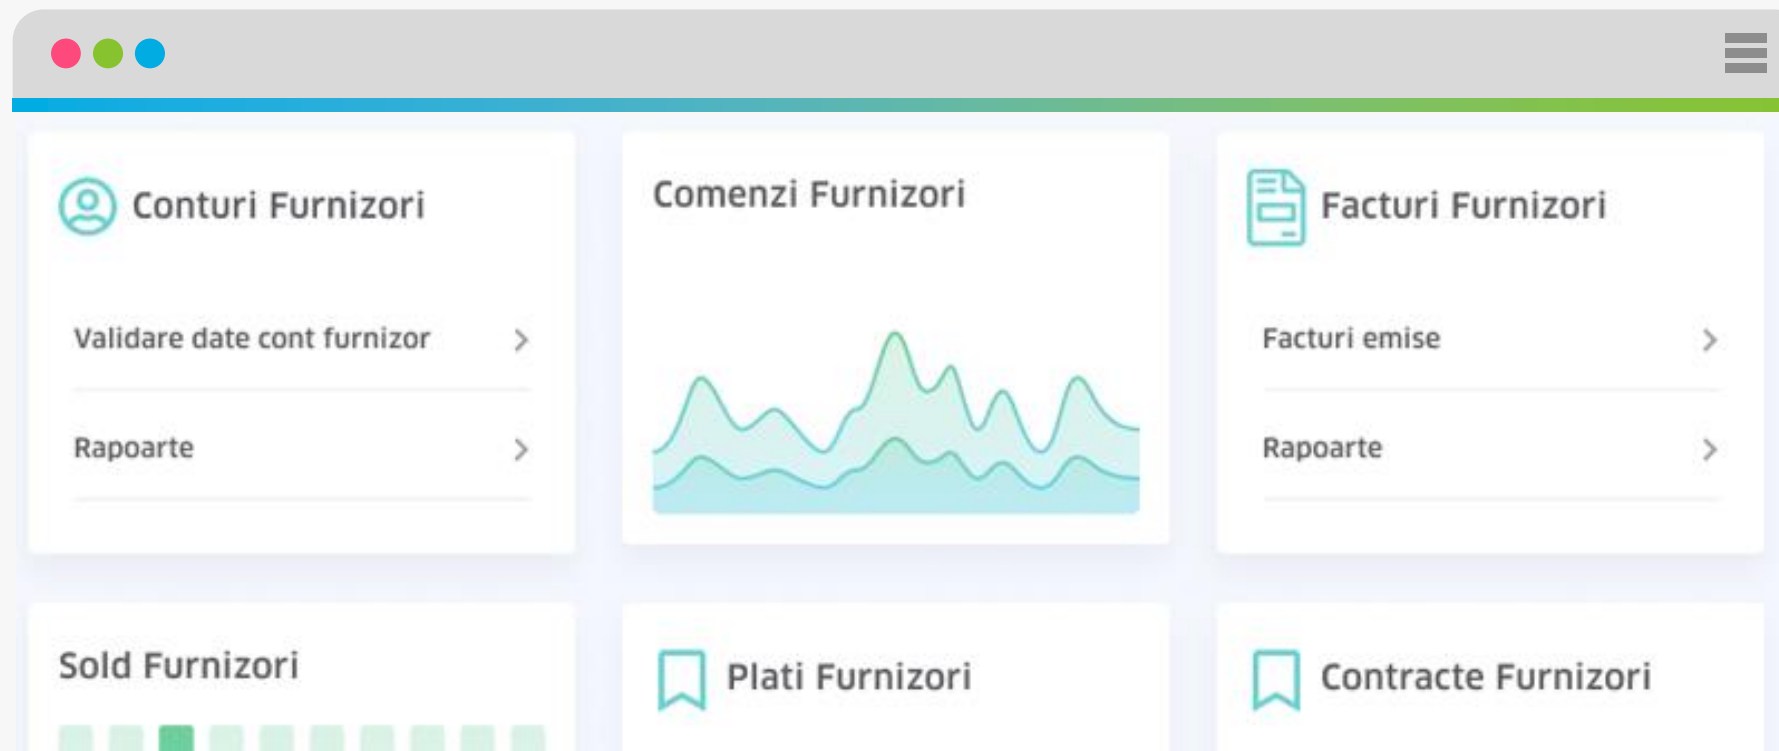 Conturi Furnizori
Validare date cont furnizor
Rapoarte
Comenzi Furnizori
Facturi Furnizori
Facturi emise
Rapoarte
Sold Furnizori
Plati Furnizori
Contracte Furnizori